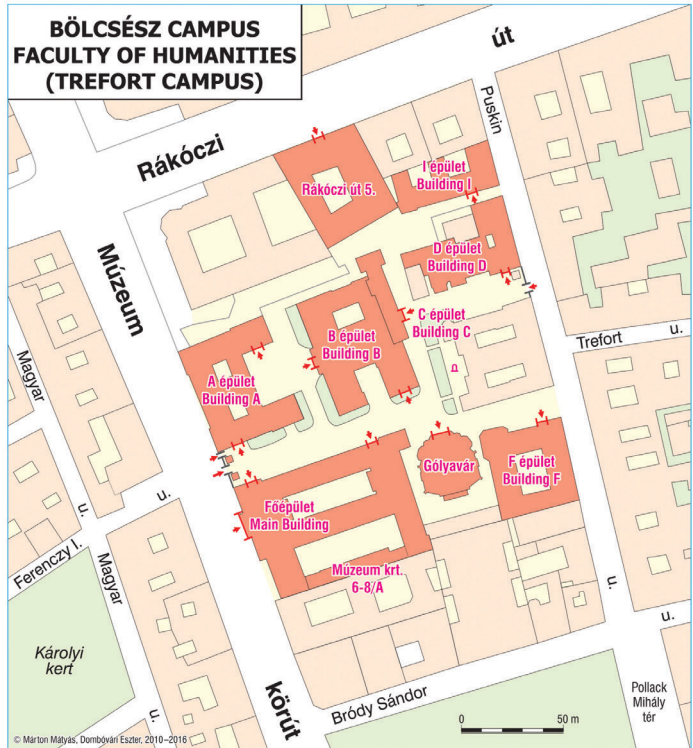 BÖLCSÉSZ CAMPUS
FACULTY OF HUMANITIES
(TREFORT CAMPUS)
út
Rákóczi
Puskin
I épület
Building I
Rákóczi út 5.
D épület
Building D
Múzeum
C épület
Building C
B épület
Building B
Trefort
u.
Magyar
A épület
Building A
Gólyavár
F épület
Building F
u.
Főépület
Main Building
Múzeum krt.
6-8/A
u.
Ferenczy I.
Magyar
u.
u.
Károlyi
kert
körút
Bródy Sándor
Pollack
Mihály
tér
u.
0
50 m
© Márton Mátyás, Dombóvári Eszter, 2010–2016